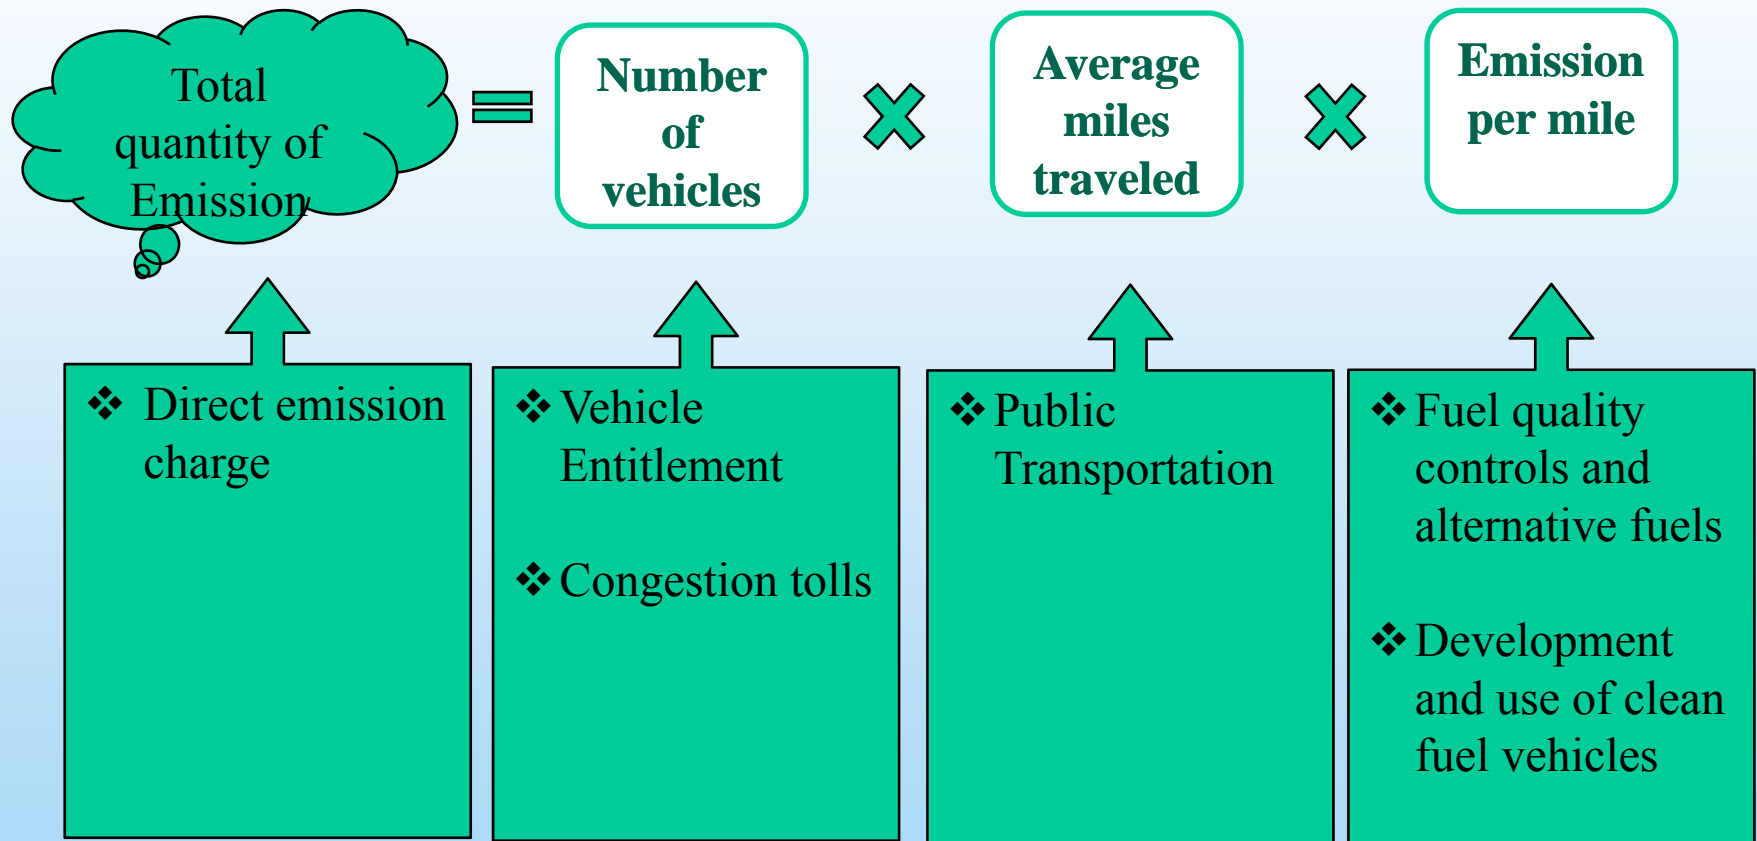 Total
quantity of
Emission
Number
of
vehicles
Average
miles
traveled
Emission
per mile
❖ Direct emission
charge
❖ Vehicle
Entitlement
❖ Congestion tolls
❖ Public
Transportation
❖ Fuel quality
controls and
alternative fuels
❖ Development
and use of clean
fuel vehicles